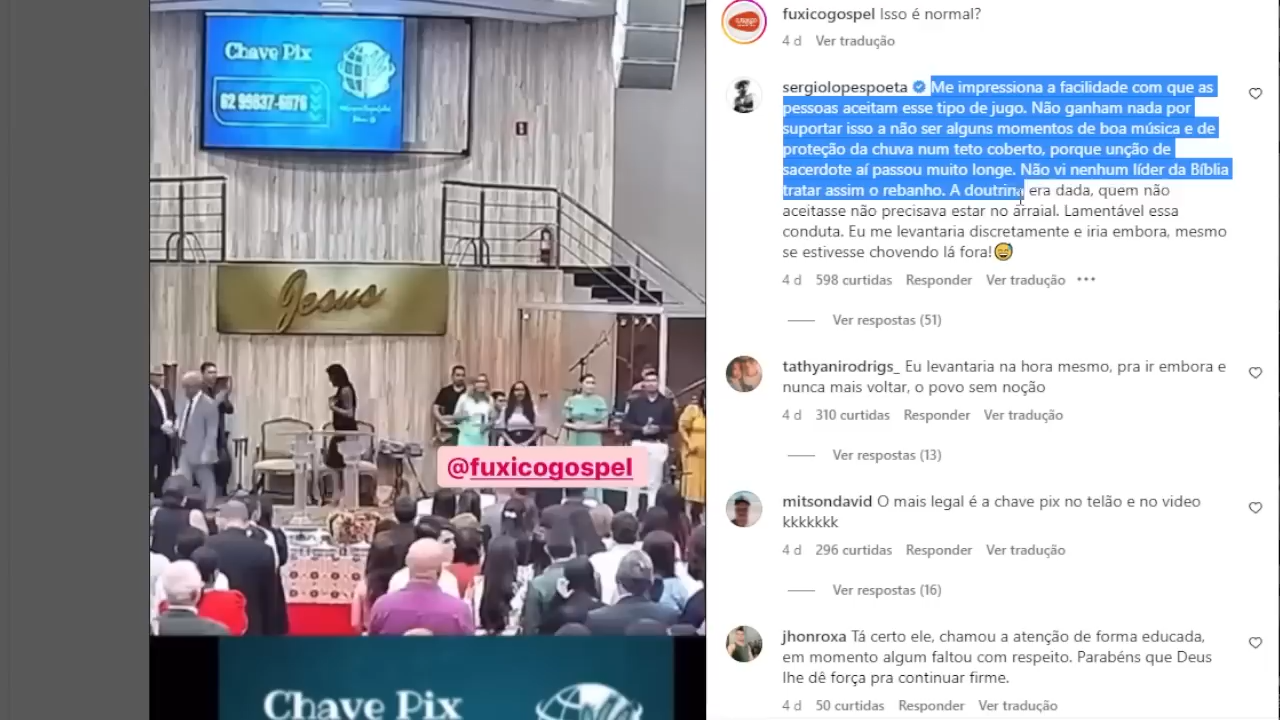 Chave Pix
62 99837-6876
Jesus
@fuxicogospel
Chave Pix
fuxicogospel Isso é normal?
4 d Ver tradução
sergiolopespoeta Me impressiona a facilidade com que as
pessoas aceitam esse tipo de jugo. Não ganham nada por
suportar isso a não ser alguns momentos de boa música e de
proteção da chuva num teto coberto, porque unção de
sacerdote aí passou muito longe. Não vi nenhum líder da Bíblia
tratar assim o rebanho. A doutrina era dada, quem não
aceitasse não precisava estar no arraial. Lamentável essa
conduta. Eu me levantaria discretamente e iria embora, mesmo
se estivesse chovendo lá fora!😅
4 d 598 curtidas Responder Ver tradução •••
Ver respostas (51)
tathyanirodrigs_ Eu levantaria na hora mesmo, pra ir embora e
nunca mais voltar, o povo sem noção
4 d 310 curtidas Responder Ver tradução
Ver respostas (13)
mitsondavid O mais legal é a chave pix no telão e no video
kkkkkkk
4 d 296 curtidas Responder Ver tradução
Ver respostas (16)
jhonroxa Tá certo ele, chamou a atenção de forma educada,
em momento algum faltou com respeito. Parabéns que Deus
lhe dê força pra continuar firme.
4 d 50 curtidas Responder Ver tradução